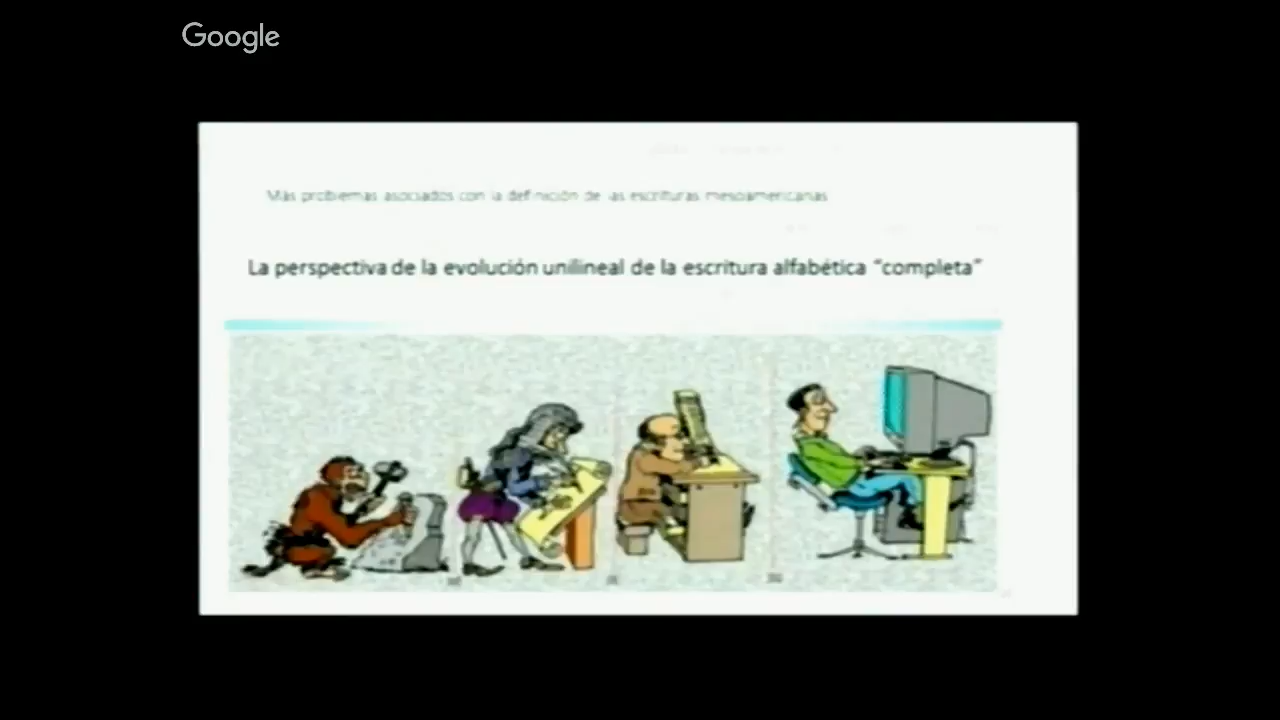 Google
Más problemas asociados con la definición de las escrituras mesoamericanas
La perspectiva de la evolución unilineal de la escritura alfabética “completa”